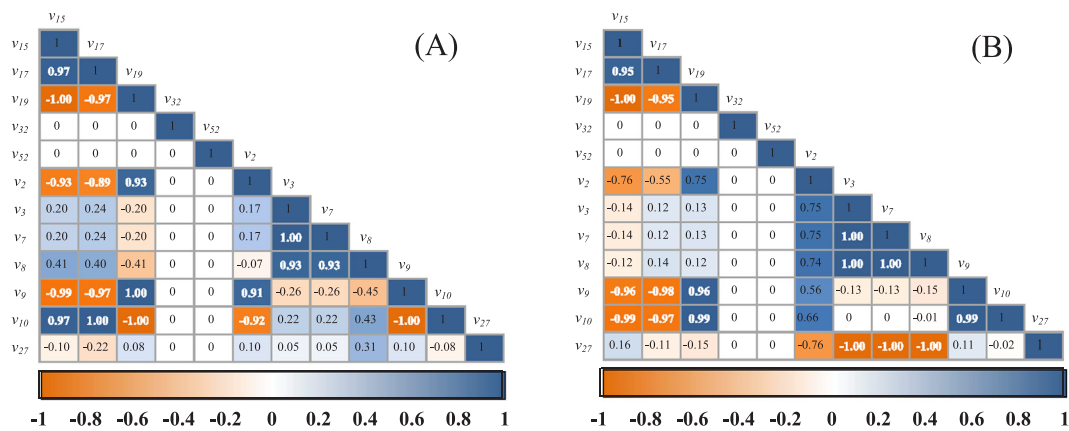 v15
v15 1 v17 (A)
v17 0.97 1 v19
v19 -1.00 -0.97 1 v32
v32 0 0 0 1 v52
v52 0 0 0 0 1 v2
v2 -0.93 -0.89 0.93 0 0 1 v3
v3 0.20 0.24 -0.20 0 0 0.17 1 v7
v7 0.20 0.24 -0.20 0 0 0.17 1.00 1 v8
v8 0.41 0.40 -0.41 0 0 -0.07 0.93 0.93 1 v9
v9 -0.99 -0.97 1.00 0 0 0.91 -0.26 -0.26 -0.45 1 v10
v10 0.97 1.00 -1.00 0 0 -0.92 0.22 0.22 0.43 -1.00 1 v27
v27 -0.10 -0.22 0.08 0 0 0.10 0.05 0.05 0.31 0.10 -0.08 1
-1 -0.8 -0.6 -0.4 -0.2 0 0.2 0.4 0.6 0.8 1
v15
v15 1 v17 (B)
v17 0.95 1 v19
v19 -1.00 -0.95 1 v32
v32 0 0 0 1 v52
v52 0 0 0 0 1 v2
v2 -0.76 -0.55 0.75 0 0 1 v3
v3 -0.14 0.12 0.13 0 0 0.75 1 v7
v7 -0.14 0.12 0.13 0 0 0.75 1.00 1 v8
v8 -0.12 0.14 0.12 0 0 0.74 1.00 1.00 1 v9
v9 -0.96 -0.98 0.96 0 0 0.56 -0.13 -0.13 -0.15 1 v10
v10 -0.99 -0.97 0.99 0 0 0.66 0 0 -0.01 0.99 1 v27
v27 0.16 -0.11 -0.15 0 0 -0.76 -1.00 -1.00 -1.00 0.11 -0.02 1
-1 -0.8 -0.6 -0.4 -0.2 0 0.2 0.4 0.6 0.8 1